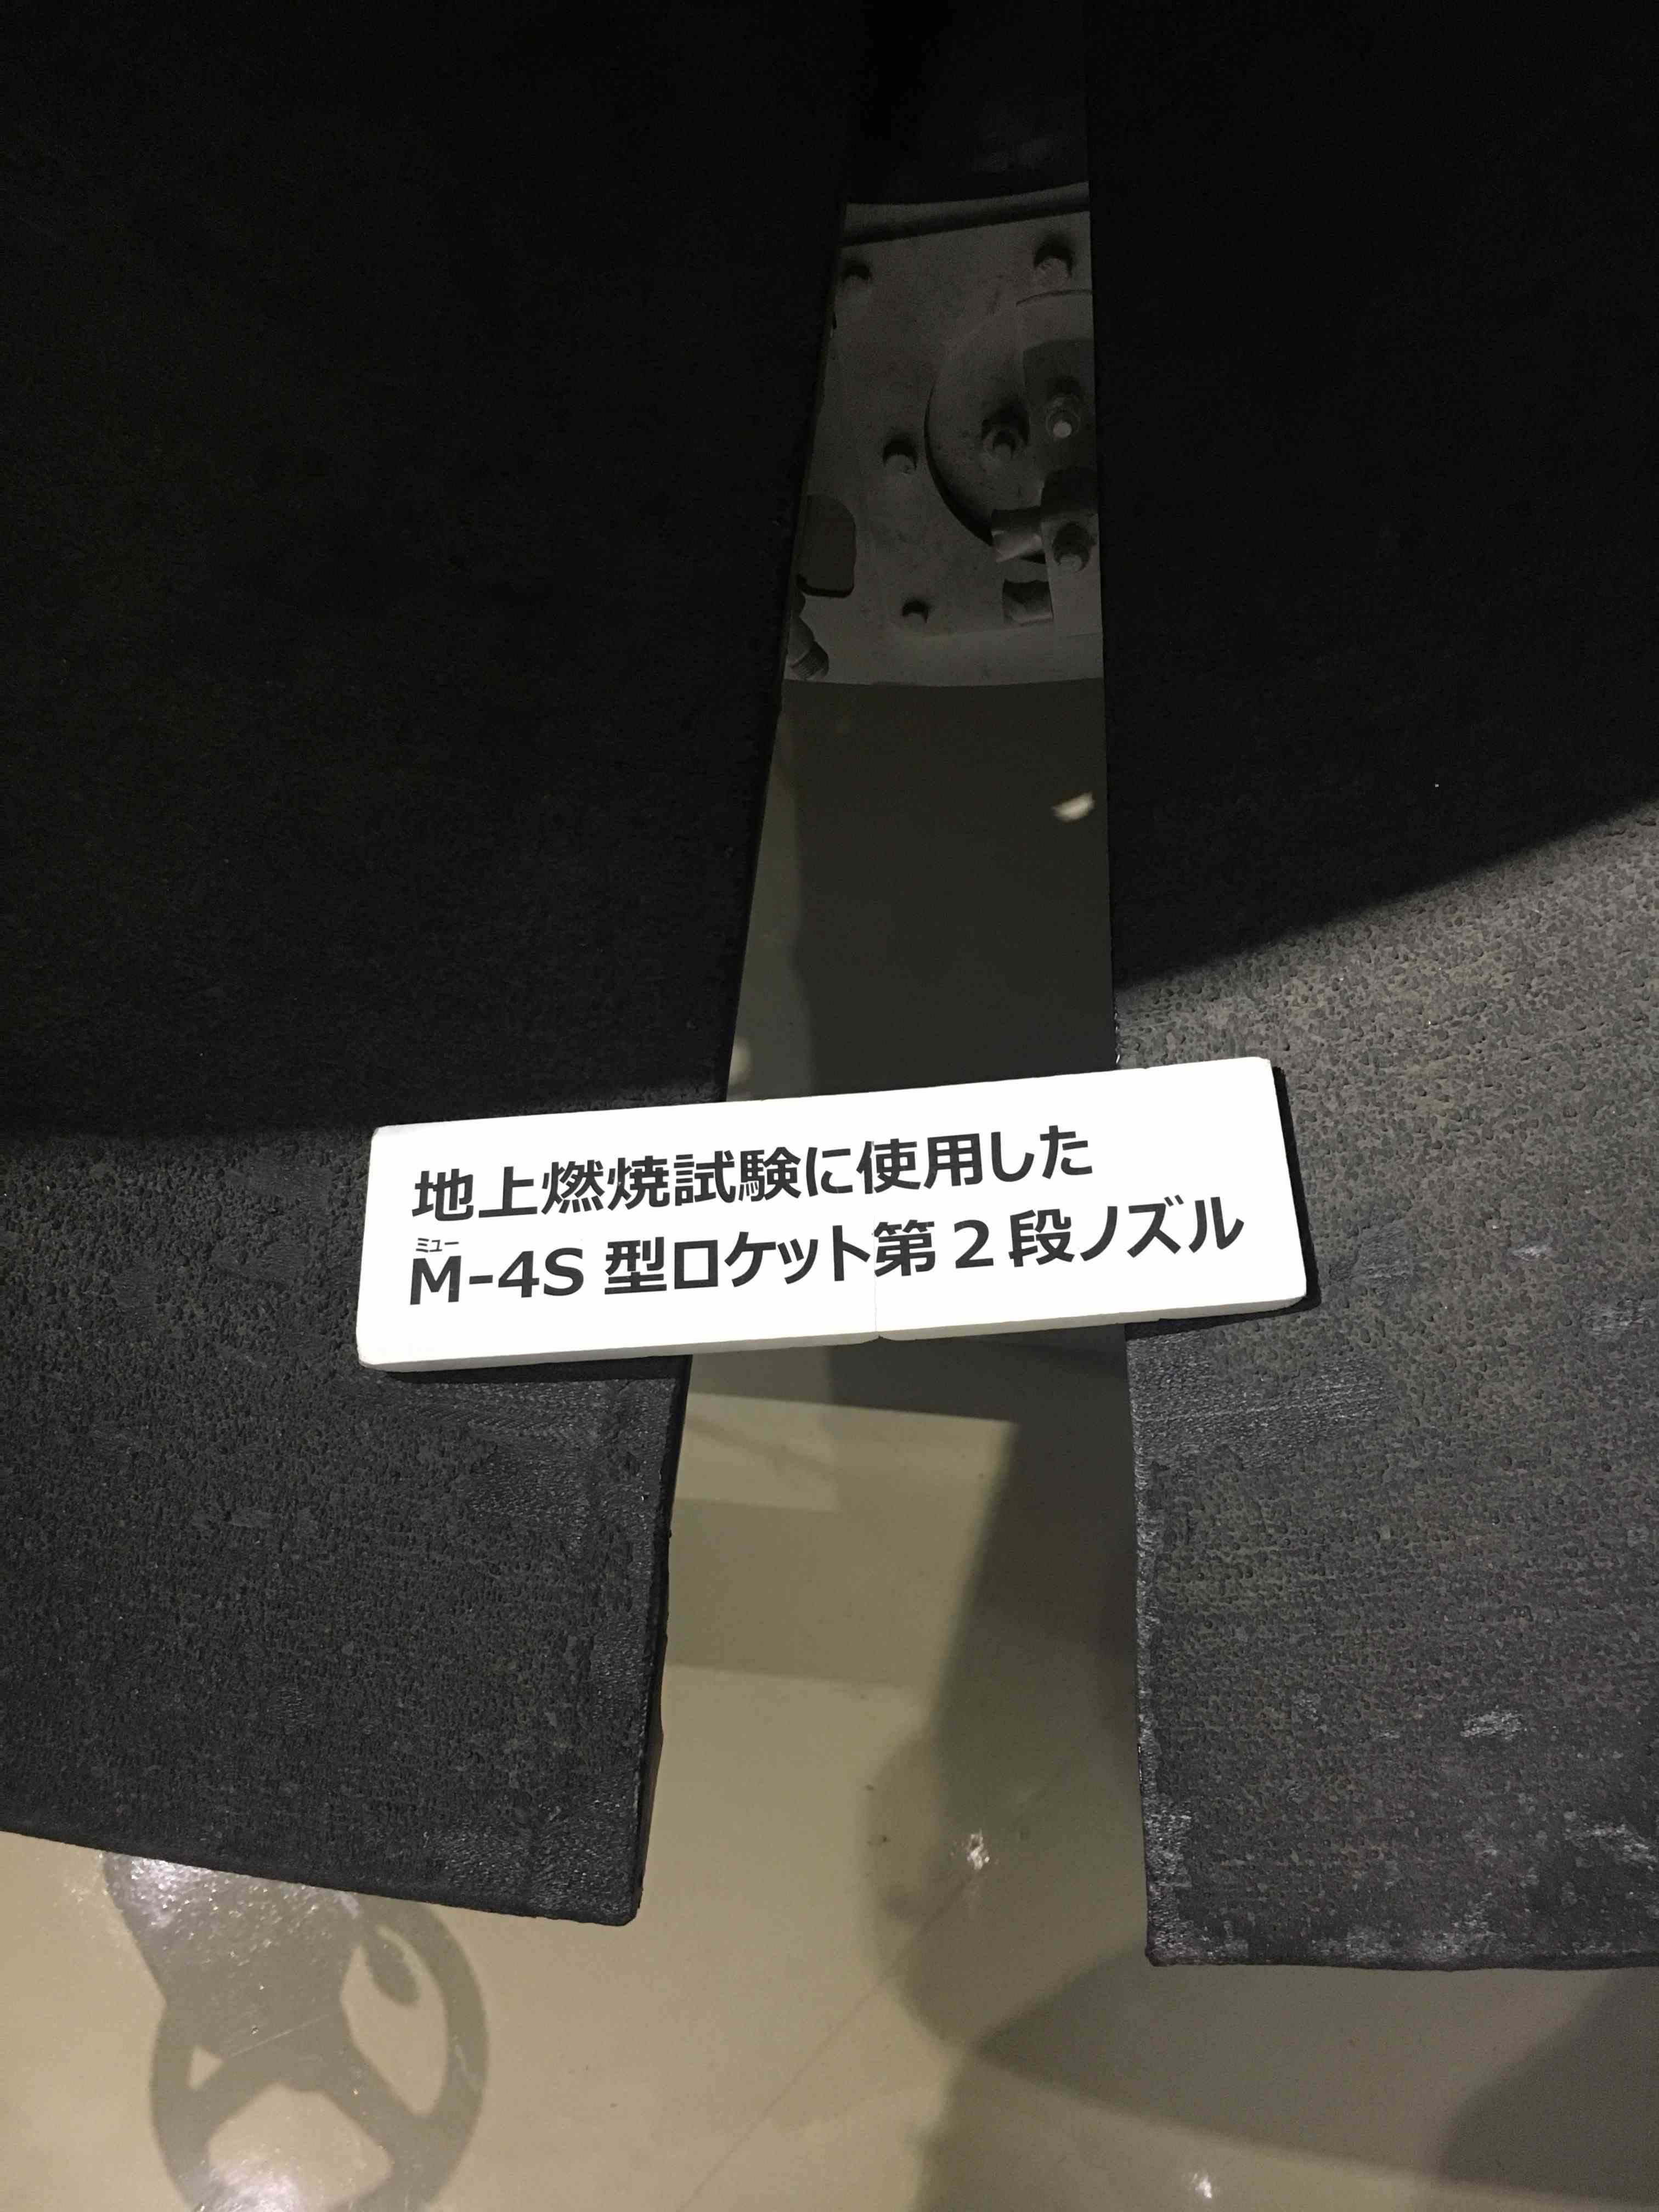 地上燃焼試験に使用した
ミュー
M-4S 型ロケット第2段ノズル